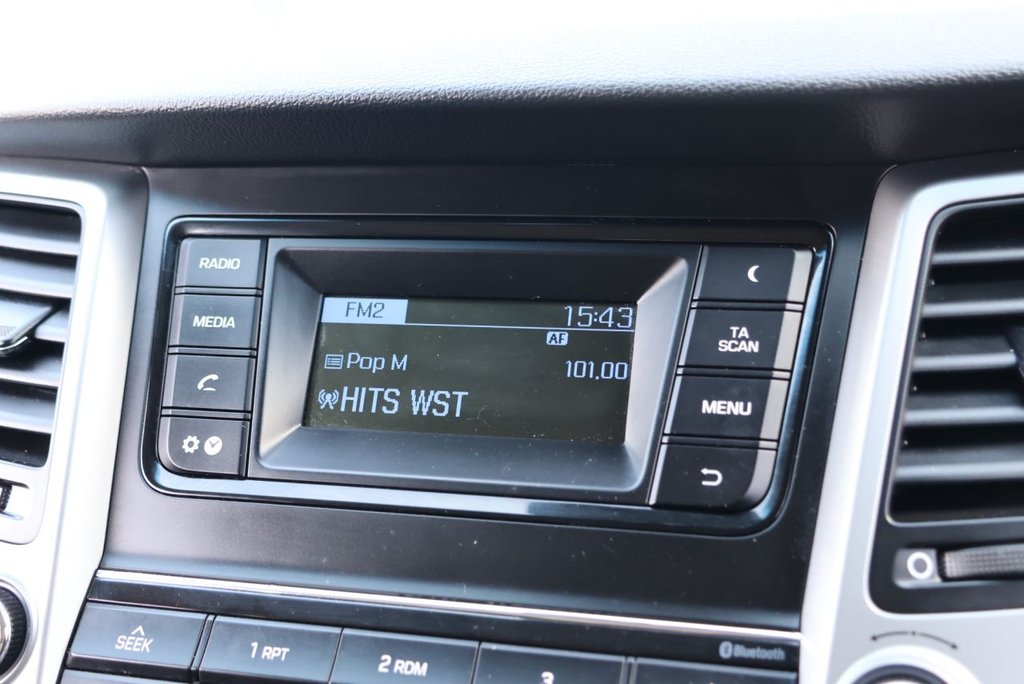 RADIO
MEDIA
FM2
15:43
AF
Pop M
101.00
HITS WST
TA
SCAN
MENU
SEEK
1 RPT
2 RDM
3
Bluetooth